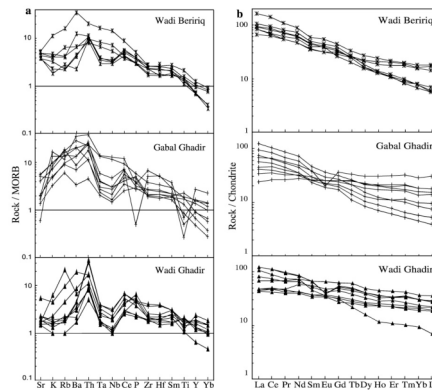 a
Wadi Beririq
10
1
0.1
Gabal Ghadir
10
1
0.1
Wadi Ghadir
10
1
0.1
Rock / MORB
Sr K Rb Ba Th Ta Nb Ce P Zr Hf Sm Ti Y Yb
b
Wadi Beririq
100
10
1
Gabal Ghadir
100
10
1
Wadi Ghadir
100
10
1
Rock / Chondrite
La Ce Pr Nd Sm Eu Gd Tb Dy Ho Er Tm Yb